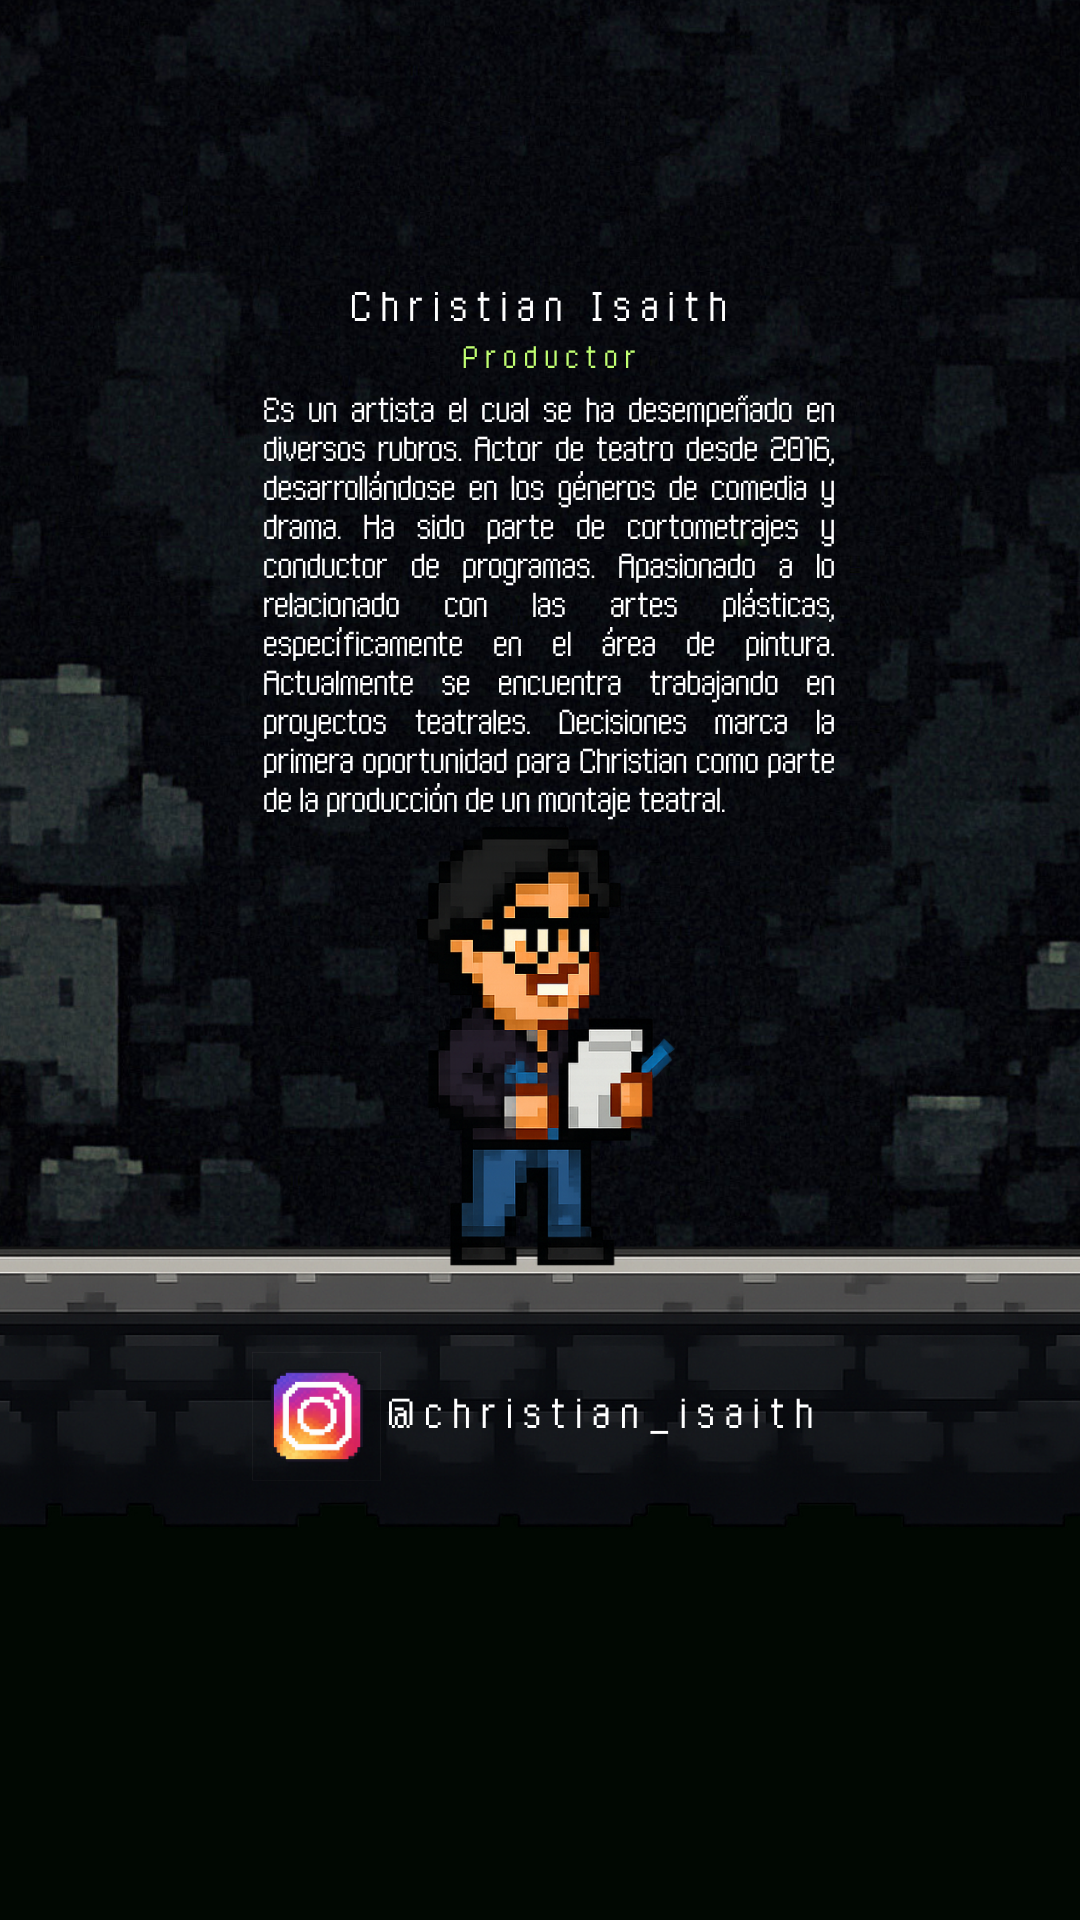 Christian Isaith
Productor
Es un artista el cual se ha desempeñado en
diversos rubros. Actor de teatro desde 2016,
desarrollándose en los géneros de comedia y
drama. Ha sido parte de cortometrajes y
conductor de programas. Apasionado a lo
relacionado con las artes plásticas,
específicamente en el área de pintura.
Actualmente se encuentra trabajando en
proyectos teatrales. Decisiones marca la
primera oportunidad para Christian como parte
de la producción de un montaje teatral.
@christian_isaith